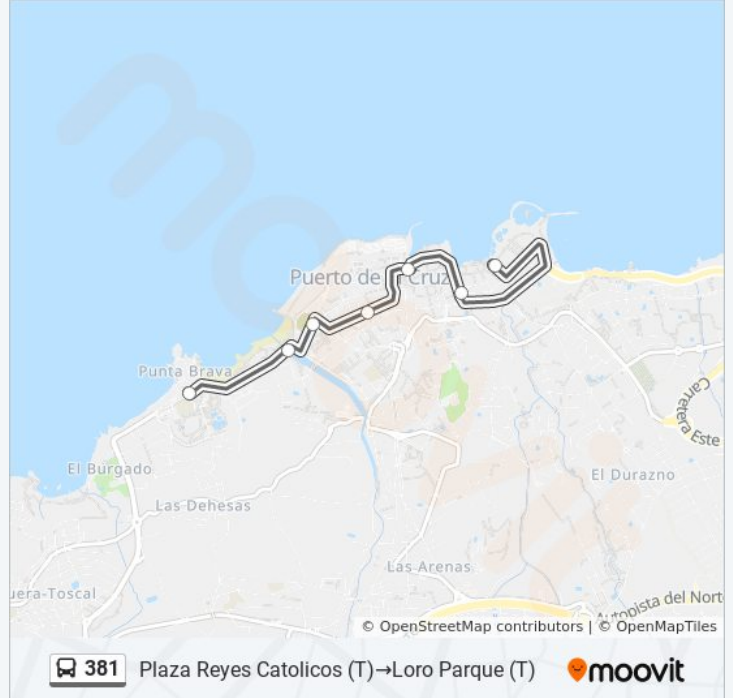 Puerto de la Cruz
Punta Brava
El Burgado
Las Dehesas
Carretera Este
El Durazno
Las Arenas
uera-Toscal
Autopista del Norte
© OpenStreetMap contributors | © OpenMapTiles
381 Plaza Reyes Catolicos (T)→Loro Parque (T) moovit